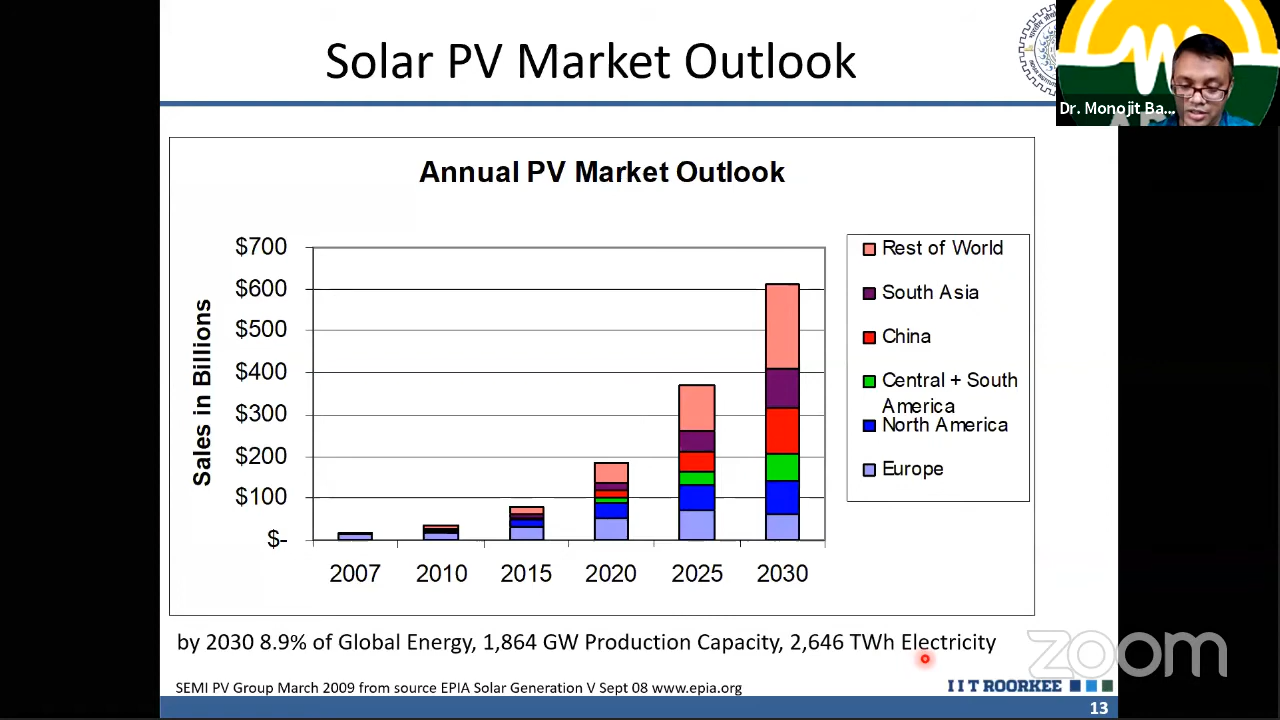 Solar PV Market Outlook
Dr. Monojit Ba...
Annual PV Market Outlook
Sales in Billions
$700
$600
$500
$400
$300
$200
$100
$-
2007 2010 2015 2020 2025 2030
Rest of World
South Asia
China
Central + South
America
North America
Europe
by 2030 8.9% of Global Energy, 1,864 GW Production Capacity, 2,646 TWh Electricity
zoom
SEMI PV Group March 2009 from source EPIA Solar Generation V Sept 08 www.epia.org
I I T ROORKEE
13